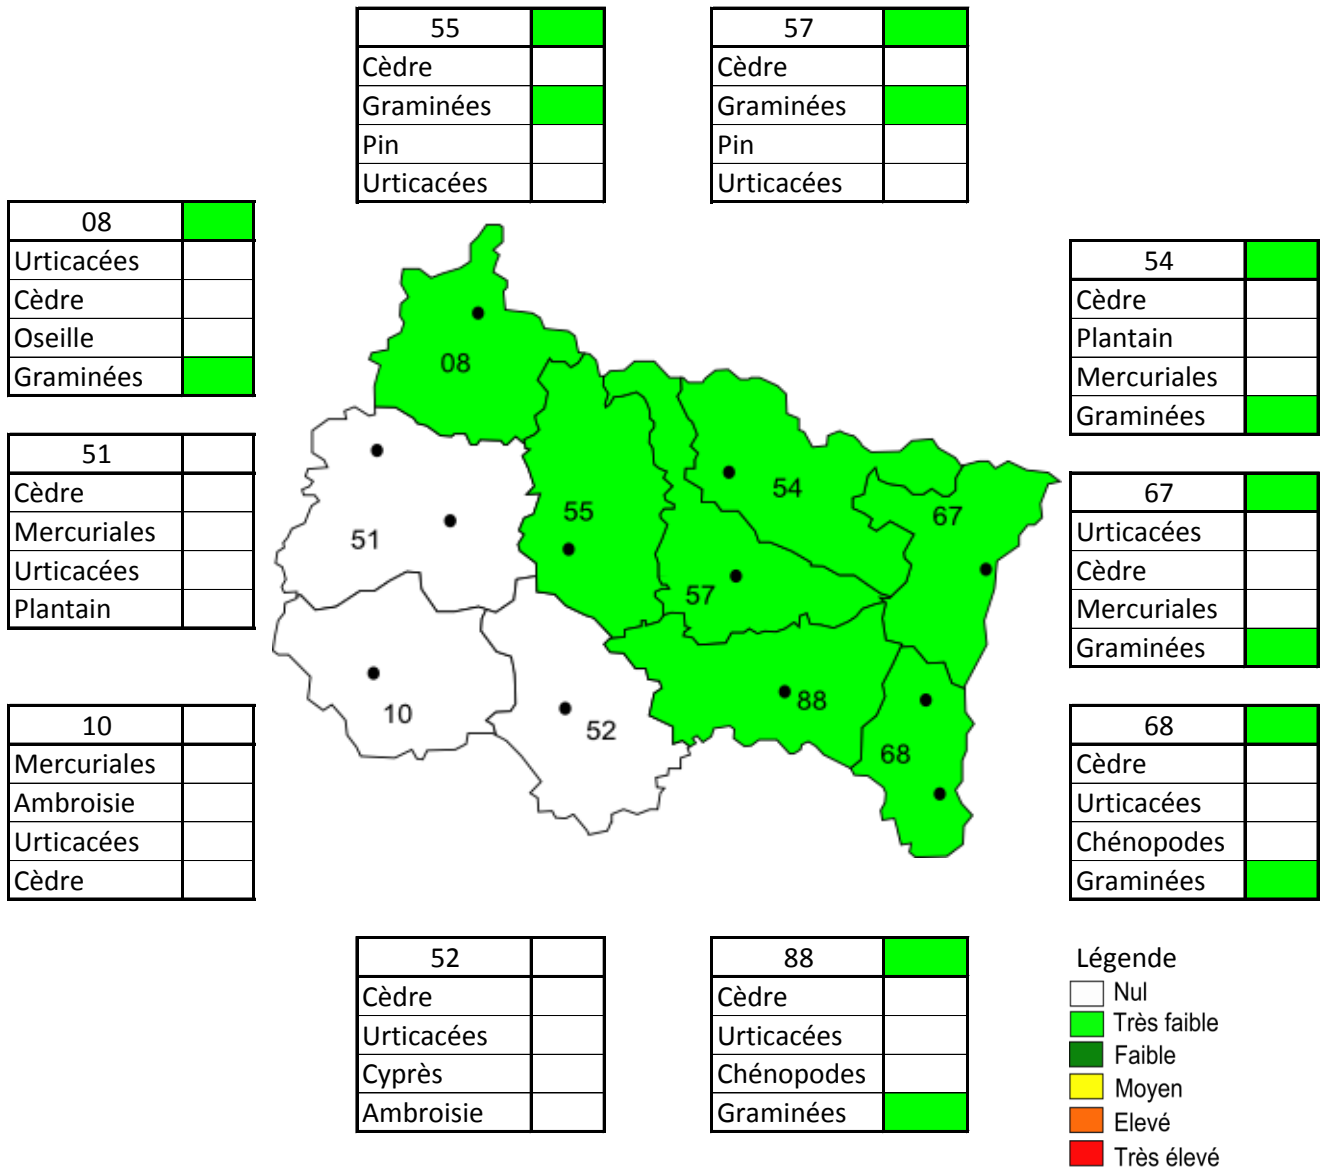 55
Cèdre
Graminées
Pin
Urticacées
57
Cèdre
Graminées
Pin
Urticacées
08
Urticacées
Cèdre
Oseille
Graminées
51
Cèdre
Mercuriales
Urticacées
Plantain
10
Mercuriales
Ambroisie
Urticacées
Cèdre
08
51
55
54
67
57
10
52
88
68
54
Cèdre
Plantain
Mercuriales
Graminées
67
Urticacées
Cèdre
Mercuriales
Graminées
68
Cèdre
Urticacées
Chénopodes
Graminées
52
Cèdre
Urticacées
Cyprès
Ambroisie
88
Cèdre
Urticacées
Chénopodes
Graminées
Légende
Nul
Très faible
Faible
Moyen
Elevé
Très élevé